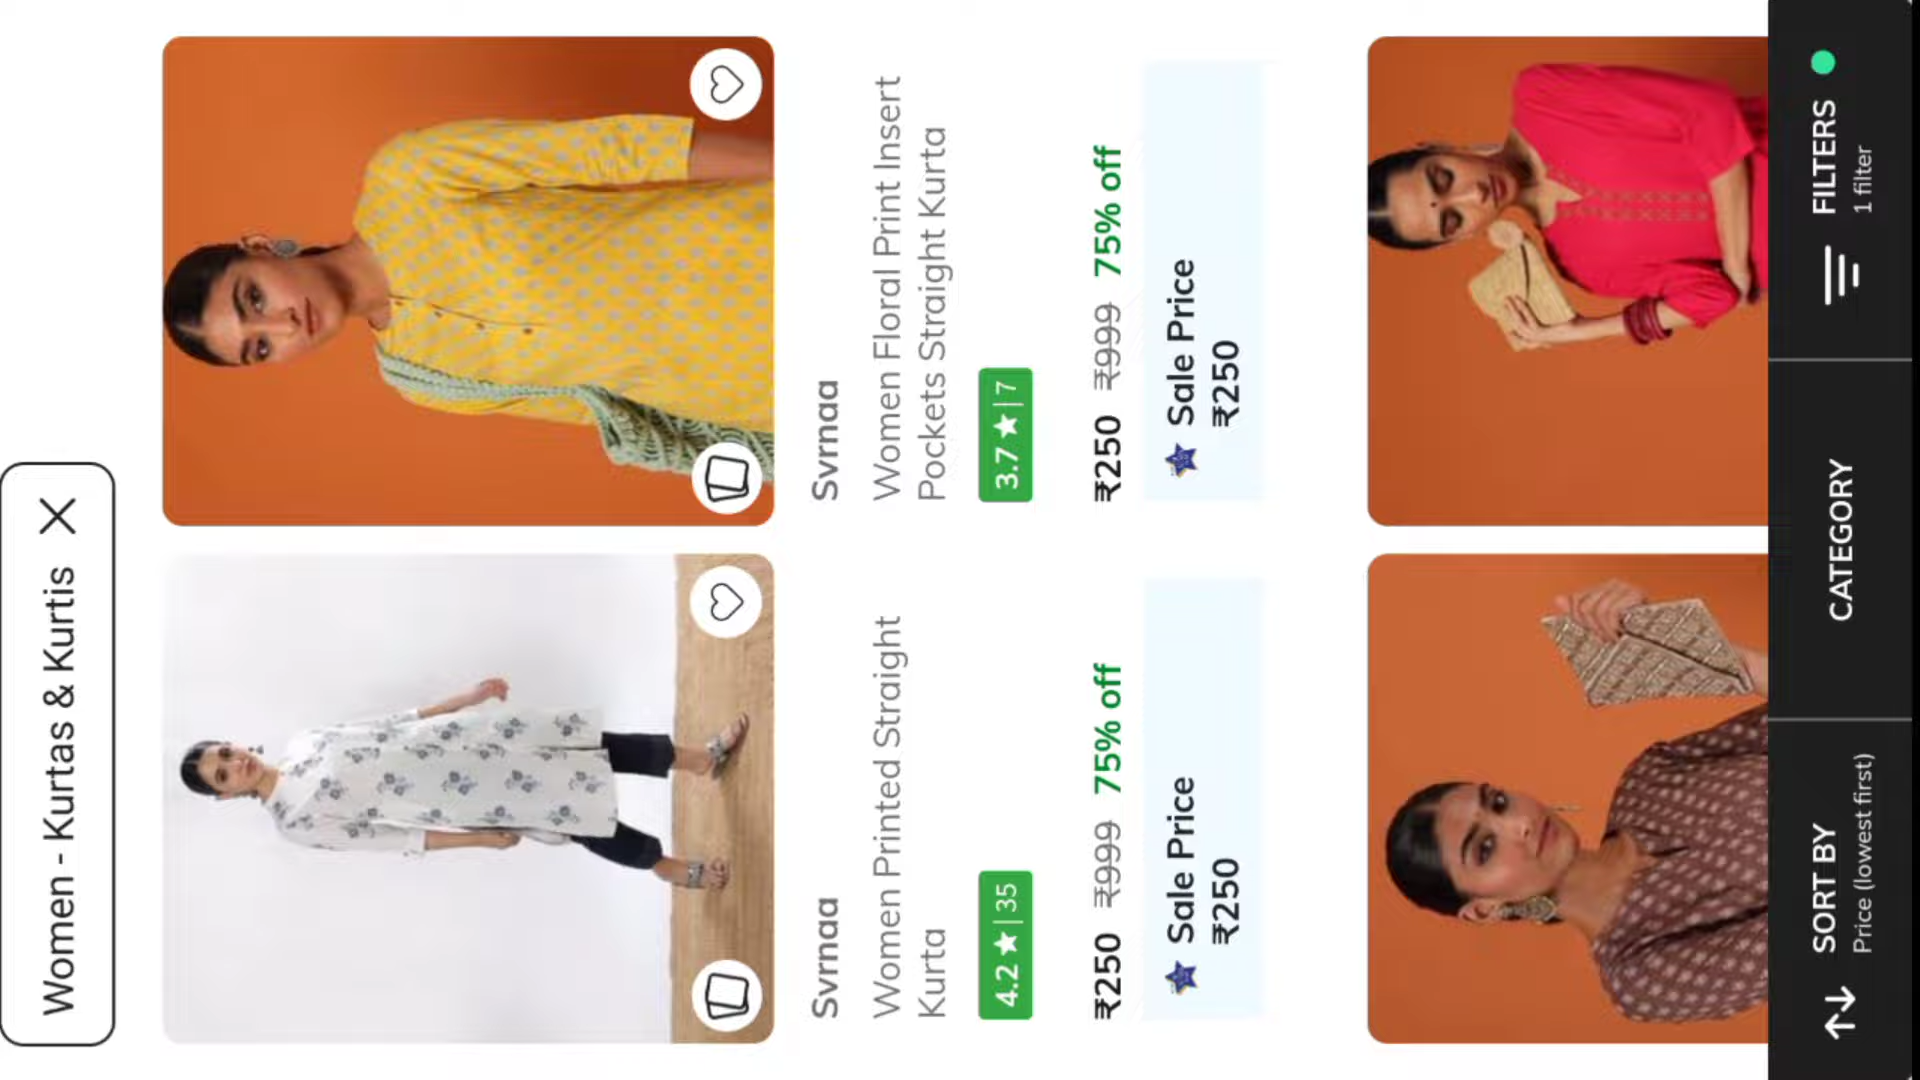 Women - Kurtas & Kurtis
Svrnaa
Women Printed Straight
Kurta
4.2 ★ | 35
₹250 ₹999 75% off
Sale Price
₹250
Svrnaa
Women Floral Print Insert
Pockets Straight Kurta
3.7 ★ | 7
₹250 ₹999 75% off
Sale Price
₹250
SORT BY
Price (lowest first)
CATEGORY
FILTERS
1 filter